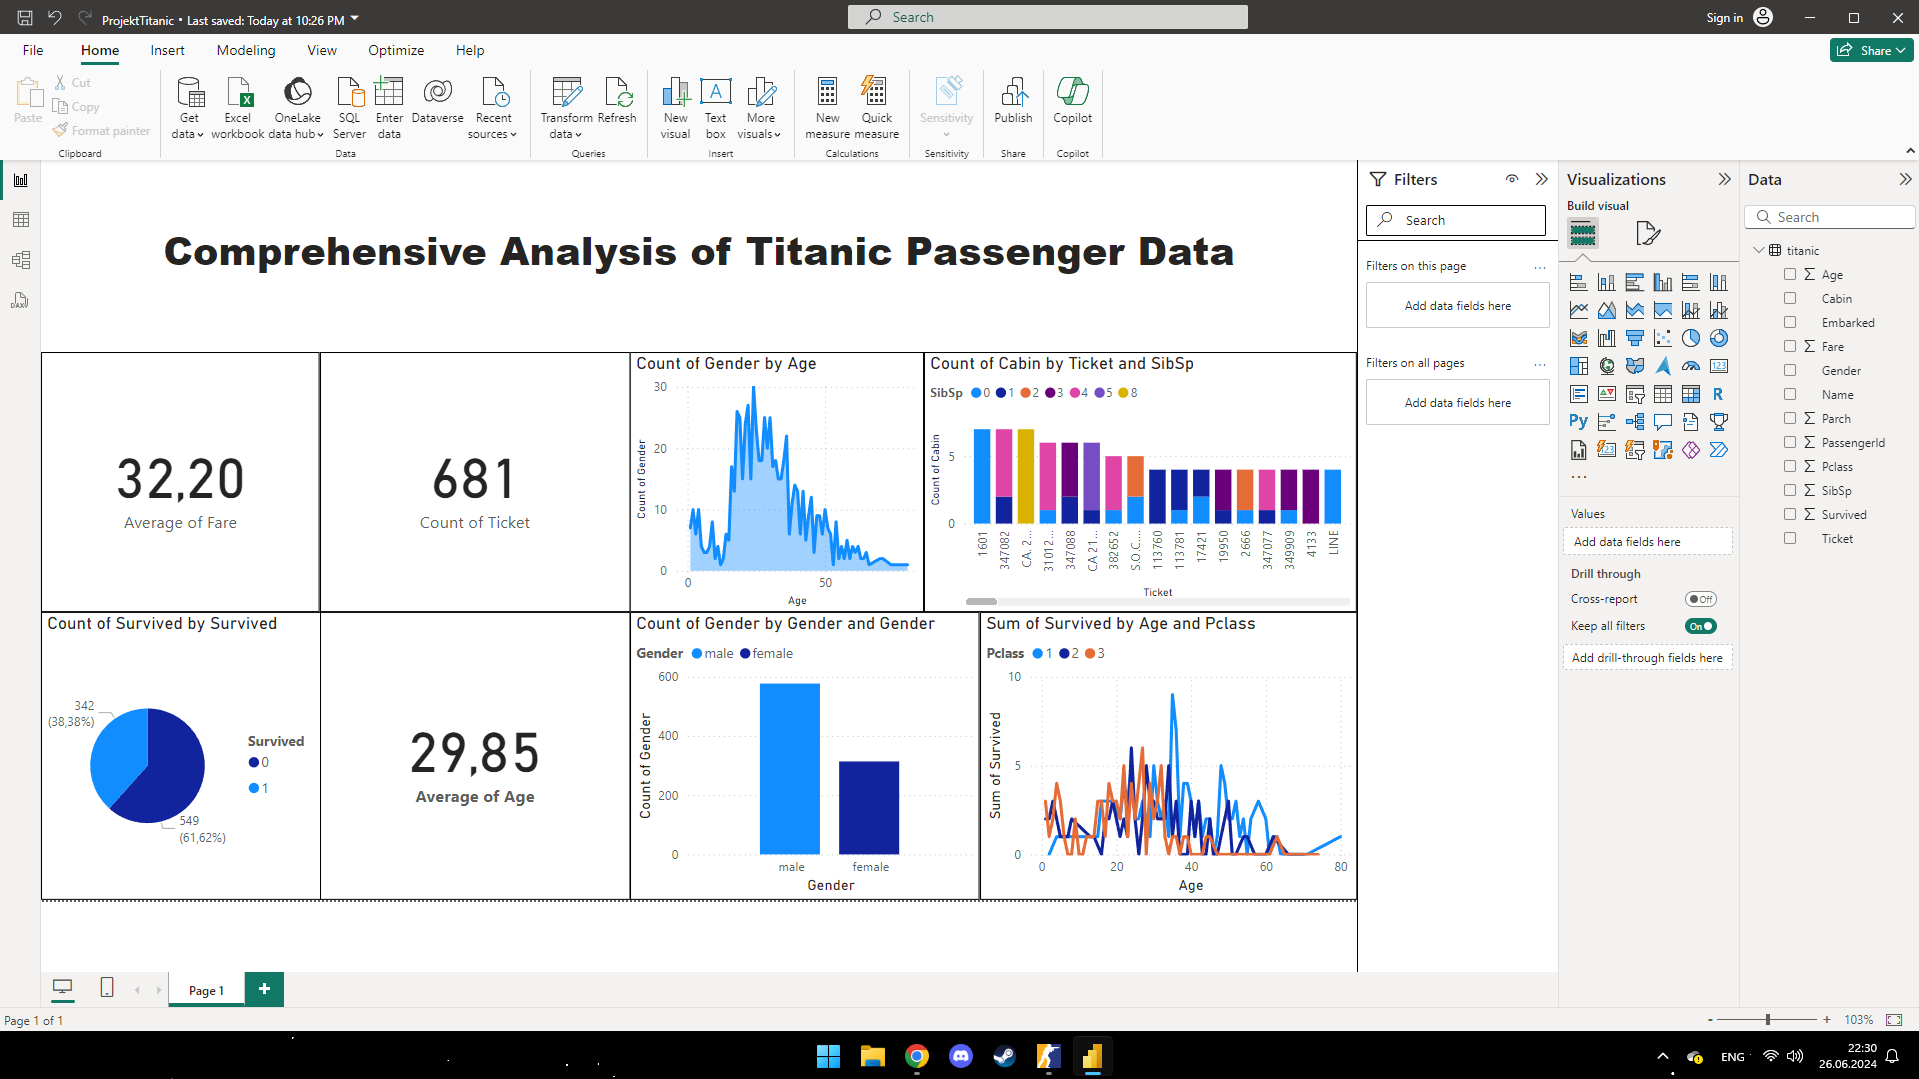 ProjektTitanic • Last saved: Today at 10:26 PM
Search
Sign in
File Home Insert Modeling View Optimize Help
Share
Paste
Cut
Copy
Format painter
Clipboard
Get data
Excel workbook
OneLake data hub
SQL Server
Enter data
Dataverse
Recent sources
Data
Transform data
Refresh
Queries
New visual
Text box
More visuals
Insert
New measure
Quick measure
Calculations
Sensitivity
Sensitivity
Publish
Share
Copilot
Copilot
Comprehensive Analysis of Titanic Passenger Data
32,20
Average of Fare
681
Count of Ticket
Count of Gender by Age
Count of Gender
30
20
10
0
0 50
Age
Count of Cabin by Ticket and SibSp
SibSp 0 1 2 3 4 5 8
Count of Cabin
5
0
1601
347082
CA. 2...
31012...
347088
CA 21...
382652
S.O.C....
113760
113781
17421
19950
2666
347077
349909
4133
LINE
Ticket
Count of Survived by Survived
342
(38,38%)
549
(61,62%)
Survived
0
1
29,85
Average of Age
Count of Gender by Gender and Gender
Gender male female
Count of Gender
600
400
200
0
male female
Gender
Sum of Survived by Age and Pclass
Pclass 1 2 3
Sum of Survived
10
5
0
0 20 40 60 80
Age
Filters
Search
Filters on this page
...
Add data fields here
Filters on all pages
...
Add data fields here
Visualizations
Build visual
123
R
Py
123
...
Values
Add data fields here
Drill through
Cross-report Off
Keep all filters On
Add drill-through fields here
Data
Search
titanic
Age
Cabin
Embarked
Fare
Gender
Name
Parch
PassengerId
Pclass
SibSp
Survived
Ticket
DAX
Page 1
+
Page 1 of 1
- + 103%
ENG
22:30
26.06.2024